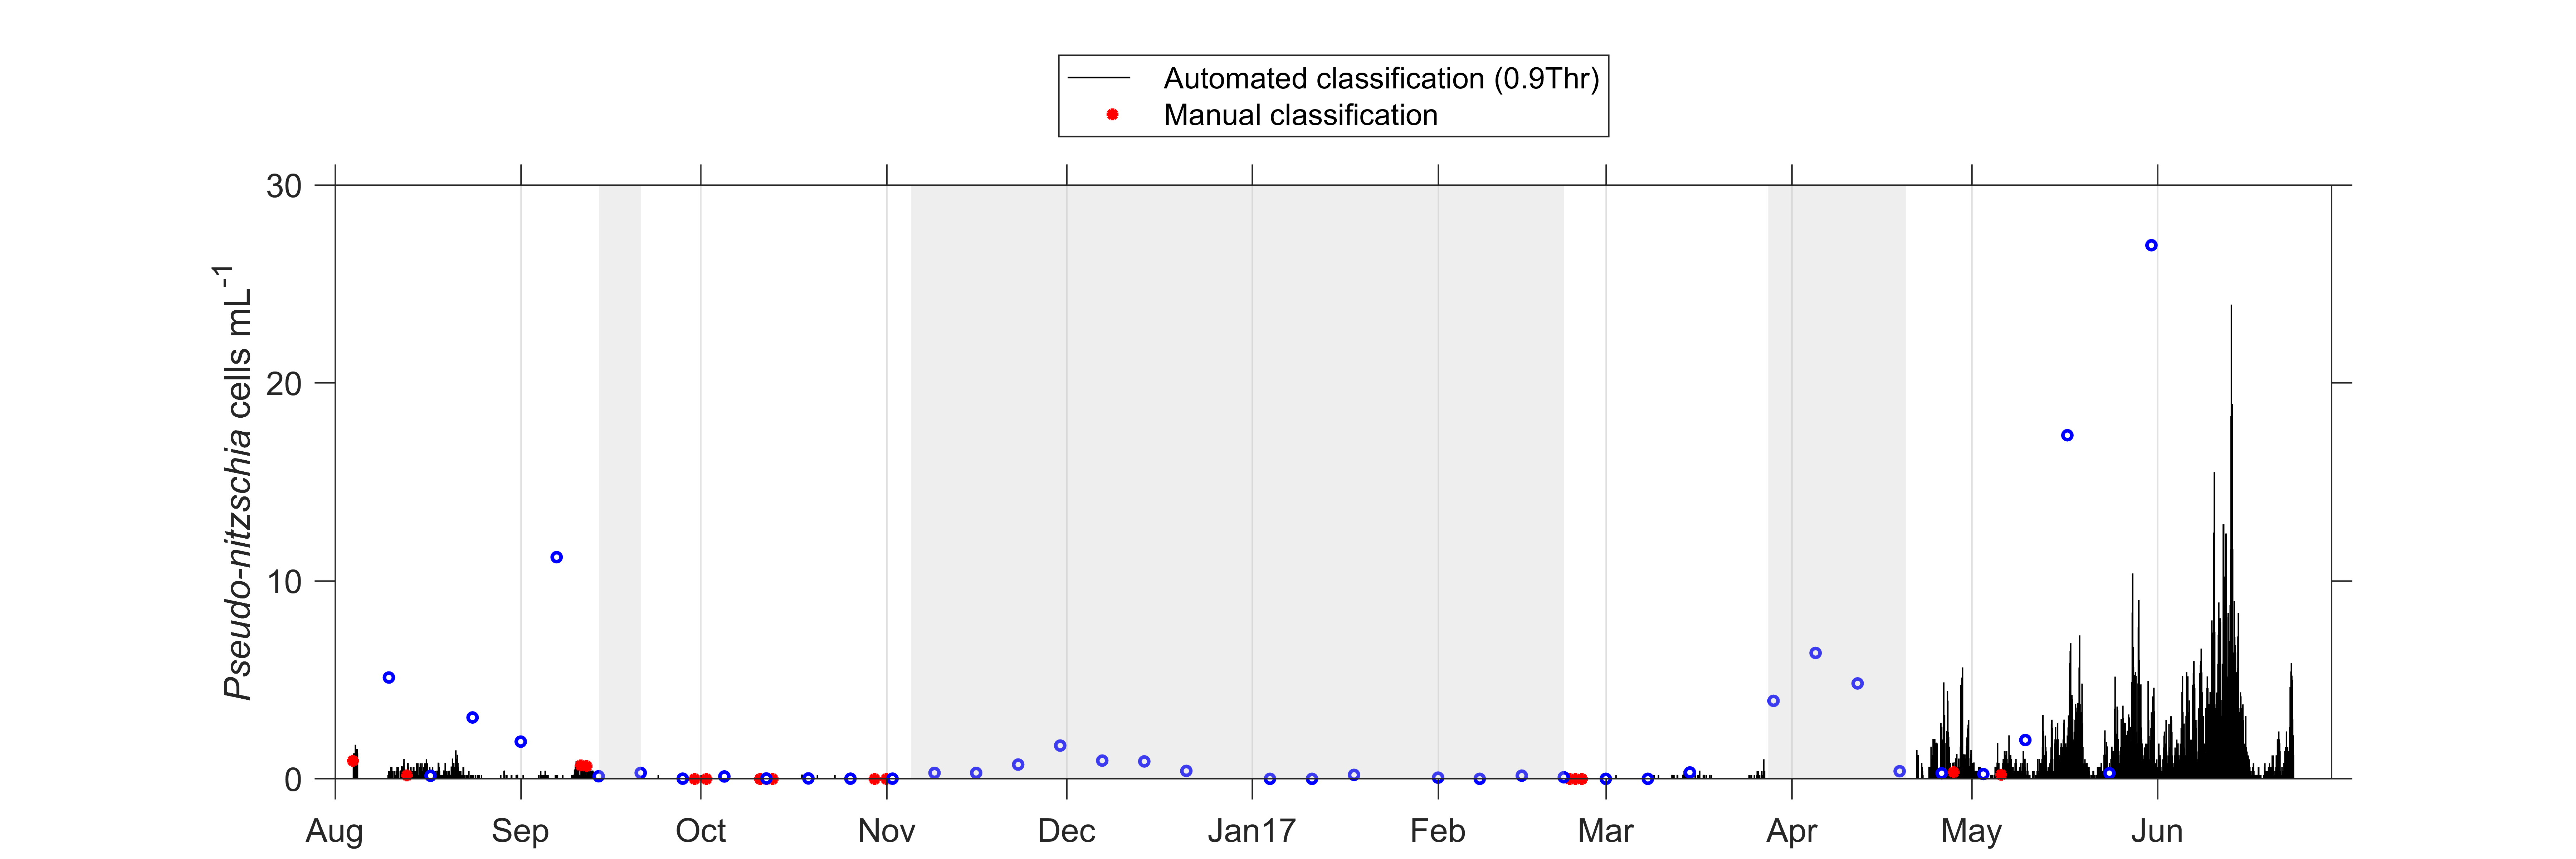 Automated classification (0.9Thr)
Manual classification
30
20
10
0
Pseudo-nitzschia cells mL-1
Aug Sep Oct Nov Dec Jan17 Feb Mar Apr May Jun